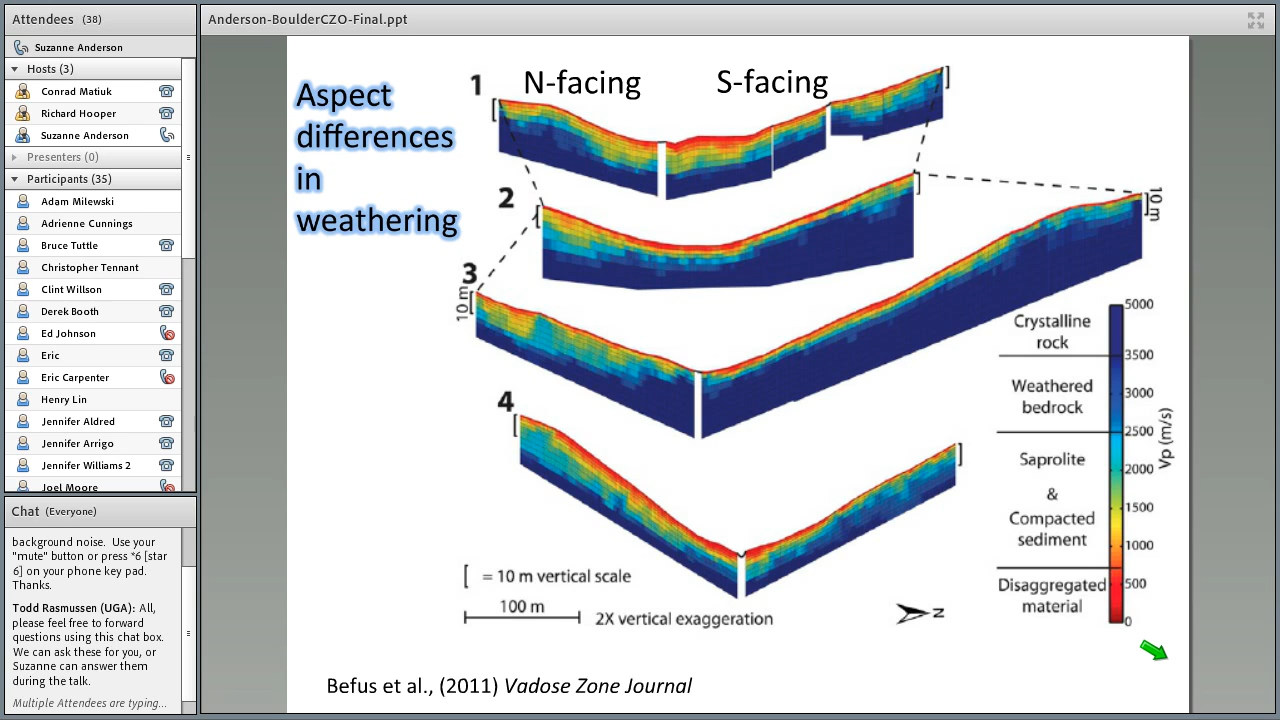 Attendees (38)
Suzanne Anderson
Hosts (3)
Conrad Matiuk
Richard Hooper
Suzanne Anderson
Presenters (0)
Participants (35)
Adam Milewski
Adrienne Cunnings
Bruce Tuttle
Christopher Tennant
Clint Willson
Derek Booth
Ed Johnson
Eric
Eric Carpenter
Henry Lin
Jennifer Aldred
Jennifer Arrigo
Jennifer Williams 2
Joel Moore
Chat (Everyone)
background noise. Use your
"mute" button or press *6 [star
6] on your phone key pad.
Thanks.
Todd Rasmussen (UGA): All,
please feel free to forward
questions using this chat box.
We can ask these for you, or
Suzanne can answer them
during the talk.
Multiple Attendees are typing...
Anderson-BoulderCZO-Final.ppt
Aspect
differences
in
weathering
1
N-facing
S-facing
2
10 m
3
10 m
4
Crystalline
rock
Weathered
bedrock
Saprolite
&
Compacted
sediment
Disaggregated
material
5000
3500
3000
2500
2000
1500
1000
500
0
Vp (m/s)
[ = 10 m vertical scale
100 m
2X vertical exaggeration
N
Befus et al., (2011) Vadose Zone Journal